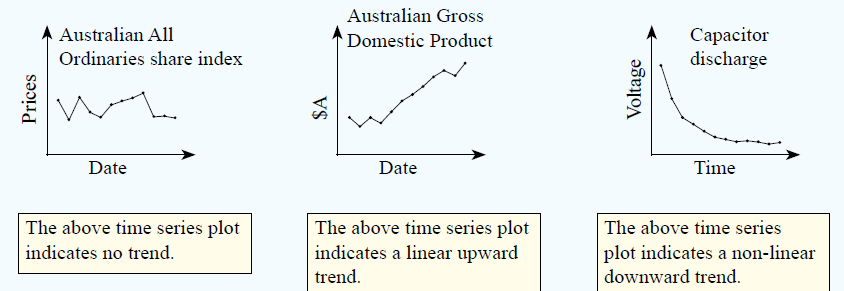 Australian All
Ordinaries share index
Prices
Date
The above time series plot
indicates no trend.
Australian Gross
Domestic Product
$A
Date
The above time series plot
indicates a linear upward
trend.
Capacitor
discharge
Voltage
Time
The above time series
plot indicates a non-linear
downward trend.